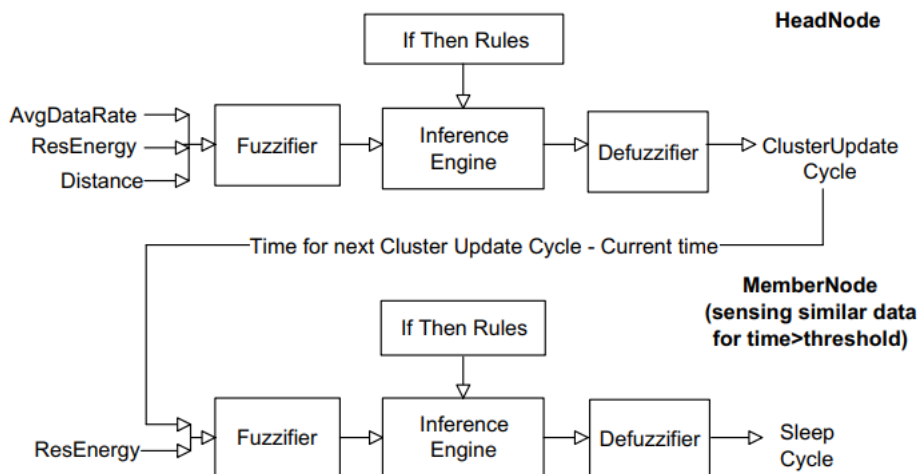 HeadNode
If Then Rules
AvgDataRate
ResEnergy
Distance
Fuzzifier
Inference
Engine
Defuzzifier
ClusterUpdate
Cycle
Time for next Cluster Update Cycle - Current time
MemberNode
(sensing similar data
for time>threshold)
If Then Rules
ResEnergy
Fuzzifier
Inference
Engine
Defuzzifier
Sleep
Cycle